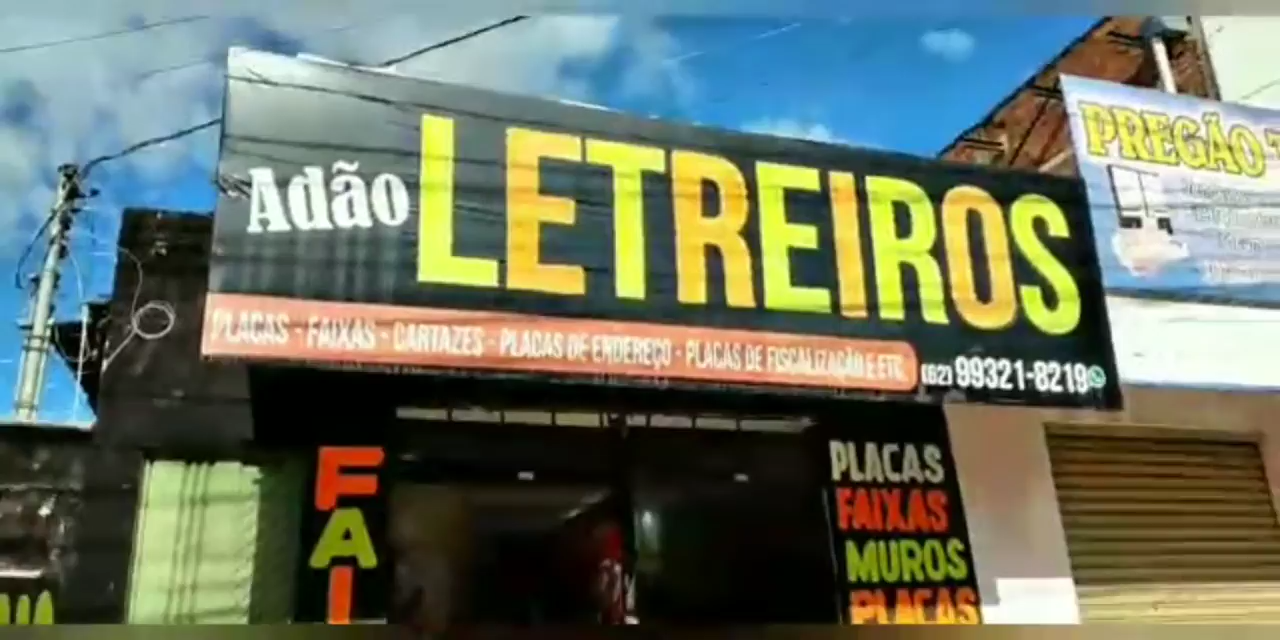 Adão LETREIROS
PLACAS - FAIXAS - CARTAZES - PLACAS DE ENDEREÇO - PLACAS DE FISCALIZAÇÃO E ETC.
(62) 99321-8219
PREGÃO
FAI
PLACAS
FAIXAS
MUROS
PLACAS